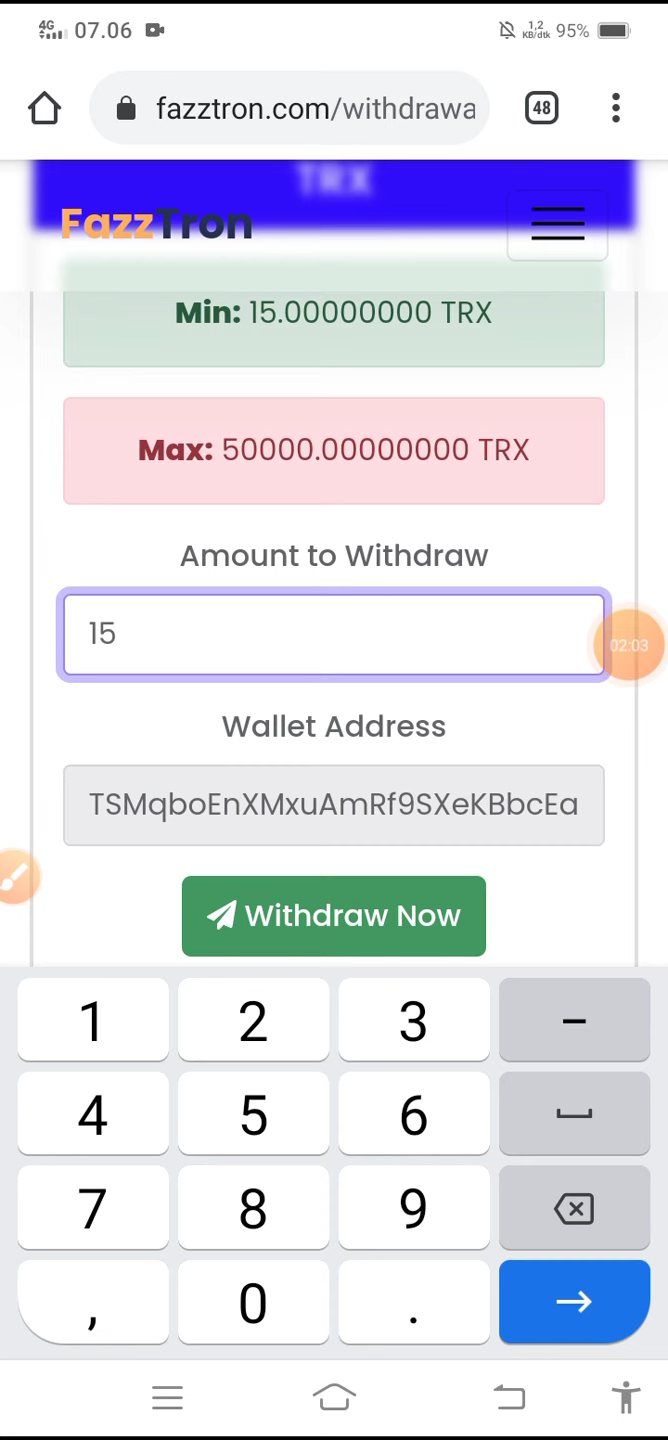 4G 07.06 1,2 KB/dtk 95%
fazztron.com/withdrawa 48
TRX
FazzTron
Min: 15.00000000 TRX
Max: 50000.00000000 TRX
Amount to Withdraw
15
02:03
Wallet Address
TSMqboEnXMxuAmRf9SXeKBbcEa
Withdraw Now
1 2 3 –
4 5 6
7 8 9
, 0 .